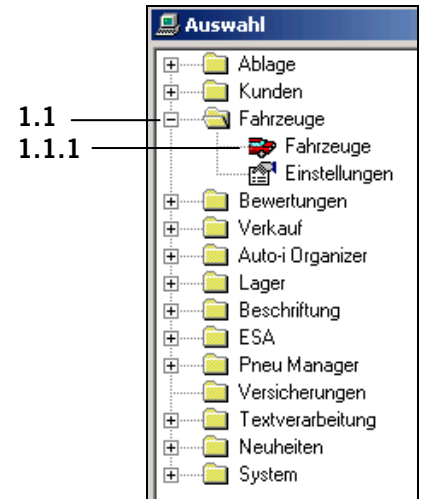 Auswahl
Ablage
Kunden
1.1 Fahrzeuge
1.1.1 Fahrzeuge
Einstellungen
Bewertungen
Verkauf
Auto-i Organizer
Lager
Beschriftung
ESA
Pneu Manager
Versicherungen
Textverarbeitung
Neuheiten
System